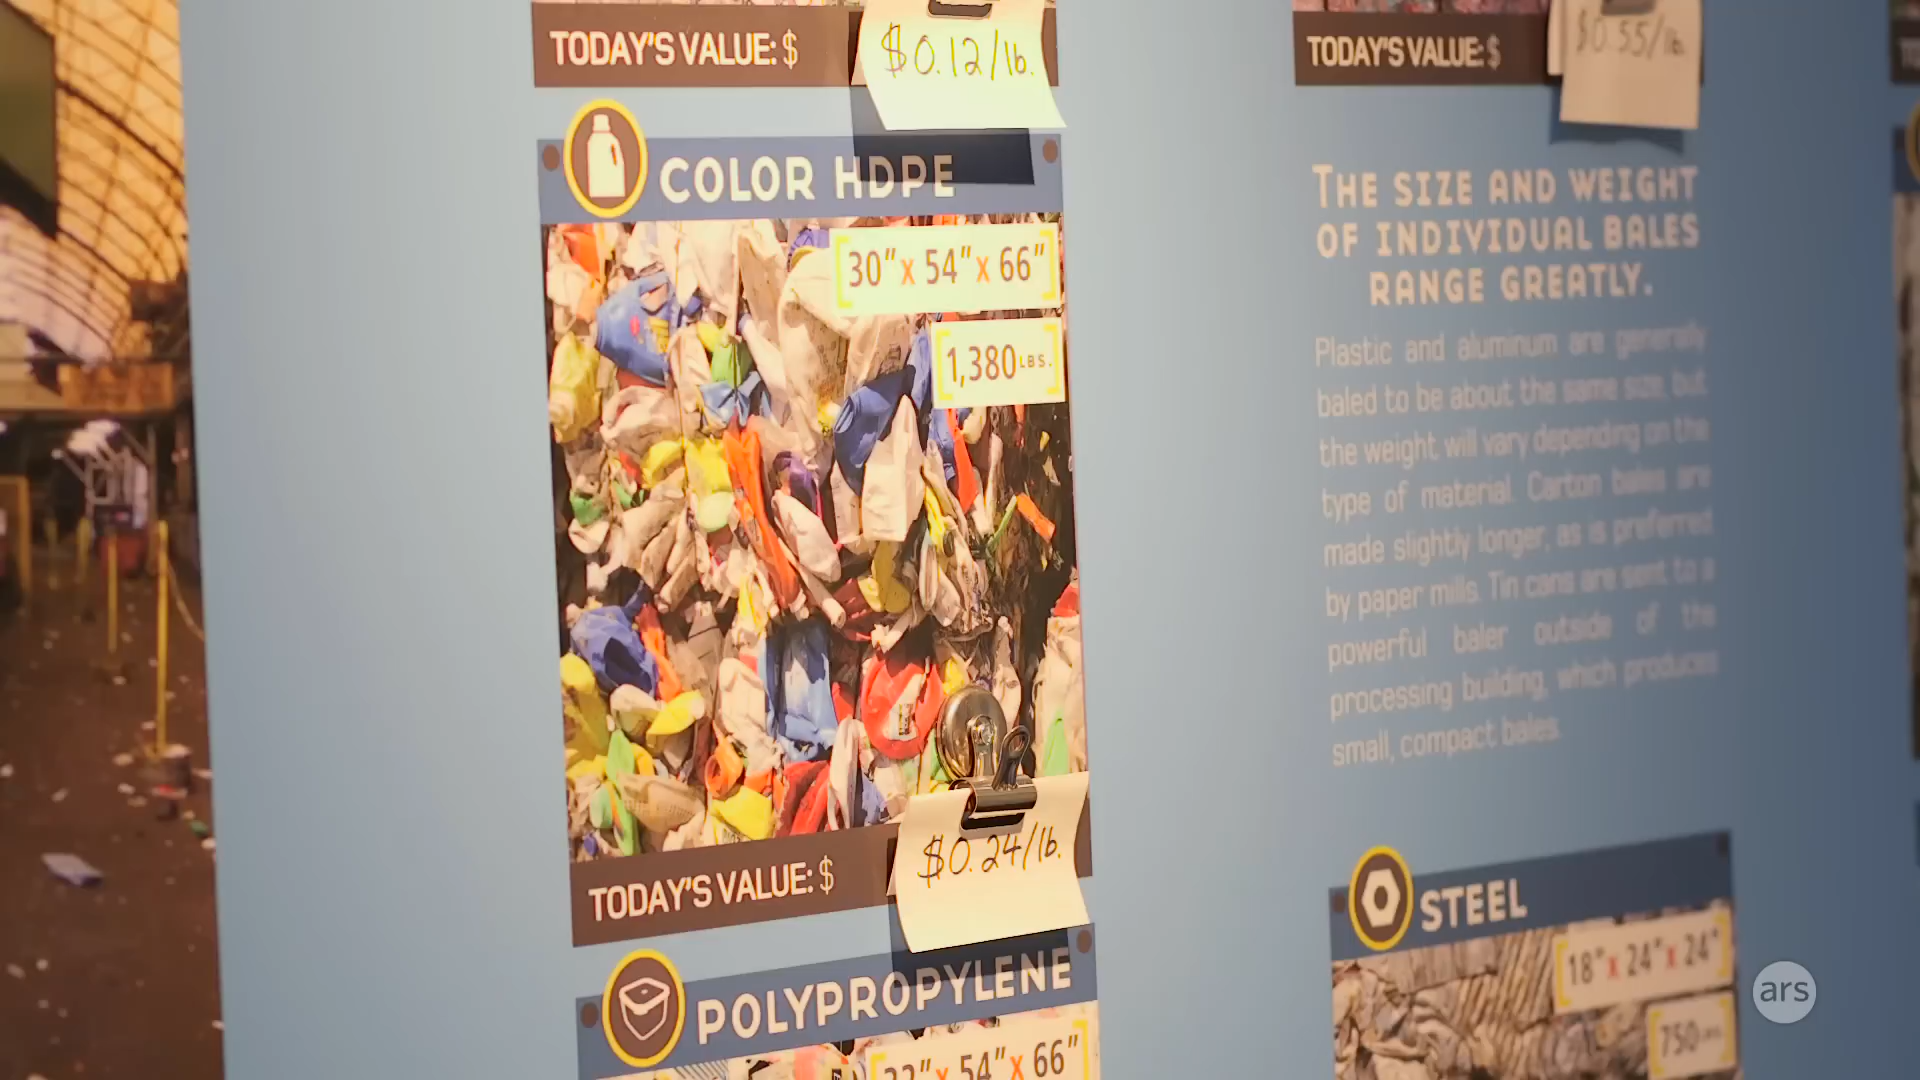 TODAY'S VALUE: $
$0.12/lb.
COLOR HDPE
30" x 54" x 66"
1,380 LBS.
TODAY'S VALUE: $
$0.24/lb.
POLYPROPYLENE
54" x 66"
TODAY'S VALUE: $
$0.55/lb.
THE SIZE AND WEIGHT
OF INDIVIDUAL BALES
RANGE GREATLY.
Plastic and aluminum are generally
baled to be about the same size, but
the weight will vary depending on the
type of material. Carton bales are
made slightly longer, as is preferred
by paper mills. Tin cans are sent to a
powerful baler outside of the
processing building, which produces
small, compact bales.
STEEL
18" x 24" x 24"
750 LBS.
ars